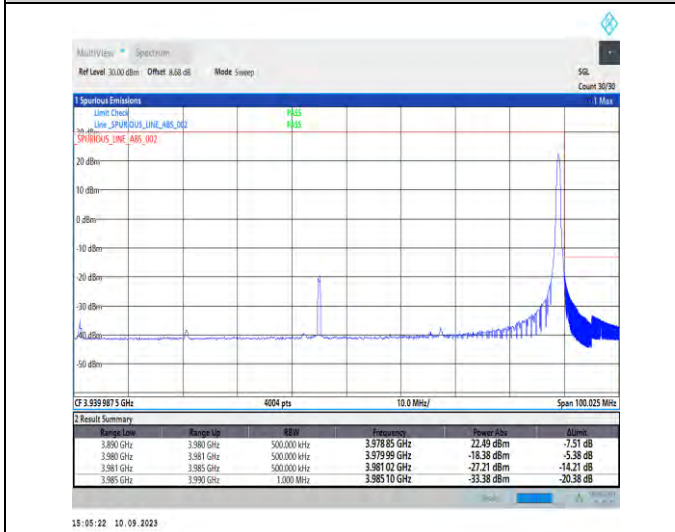 MultiView Spectrum
Ref Level 30.00 dBm Offset 8.68 dB Mode Sweep SGL
Count 30/30
1 Spurious Emissions 1 Max
Limit Check PASS
Line _SPURIOUS_LINE_ABS_002 PASS
_SPURIOUS_LINE_ABS_002
20 dBm
10 dBm
0 dBm
-10 dBm
-20 dBm
-30 dBm
-40 dBm
-50 dBm
CF 3.939 987 5 GHz 4004 pts 10.0 MHz/ Span 100.025 MHz
2 Result Summary
Range Low Range Up RBW Frequency Power Abs ΔLimit
3.890 GHz 3.980 GHz 500.000 kHz 3.978 85 GHz 22.49 dBm -7.51 dB
3.980 GHz 3.981 GHz 500.000 kHz 3.979 99 GHz -18.38 dBm -5.38 dB
3.981 GHz 3.985 GHz 500.000 kHz 3.981 02 GHz -27.21 dBm -14.21 dB
3.985 GHz 3.990 GHz 1.000 MHz 3.985 10 GHz -33.38 dBm -20.38 dB
15:05:22 10.09.2023